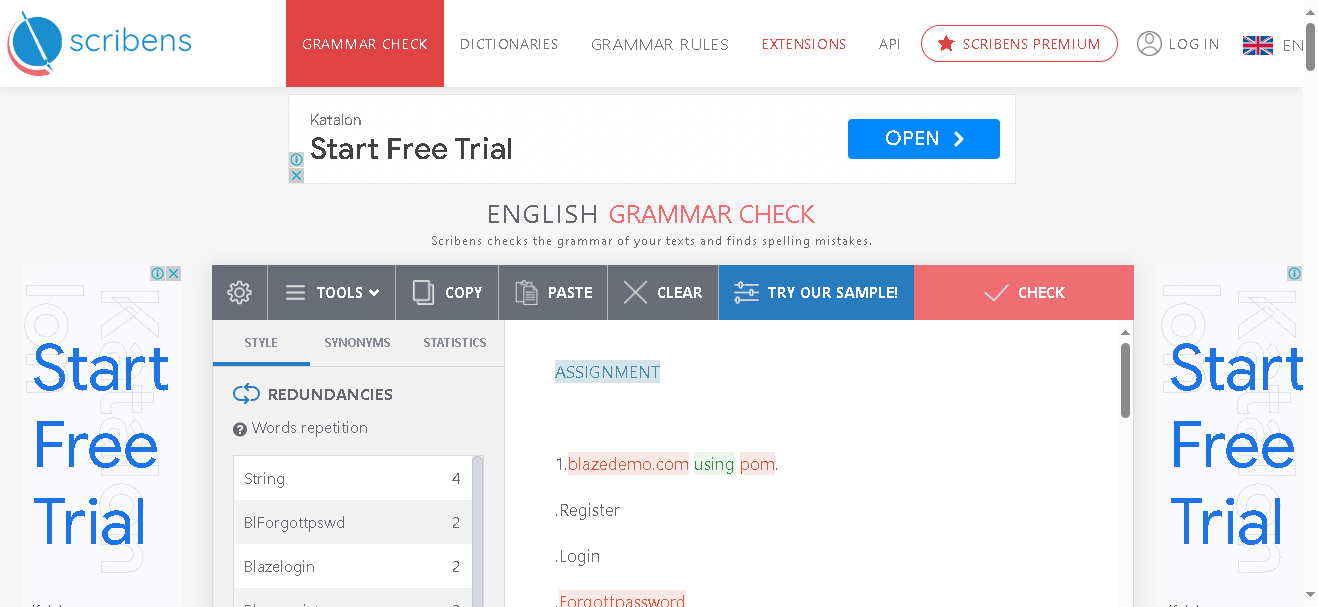 scribens
GRAMMAR CHECK DICTIONARIES GRAMMAR RULES EXTENSIONS API SCRIBENS PREMIUM LOG IN EN
Katalon
Start Free Trial
OPEN
ENGLISH GRAMMAR CHECK
Scribens checks the grammar of your texts and finds spelling mistakes.
TOOLS COPY PASTE CLEAR TRY OUR SAMPLE! CHECK
STYLE SYNONYMS STATISTICS
REDUNDANCIES
Words repetition
String 4
BlForgottpswd 2
Blazelogin 2
ASSIGNMENT
1.blazedemo.com using pom.
.Register
.Login
.Forgottpassword
Start
Free
Trial
Katalon
Start
Free
Trial
Katalon